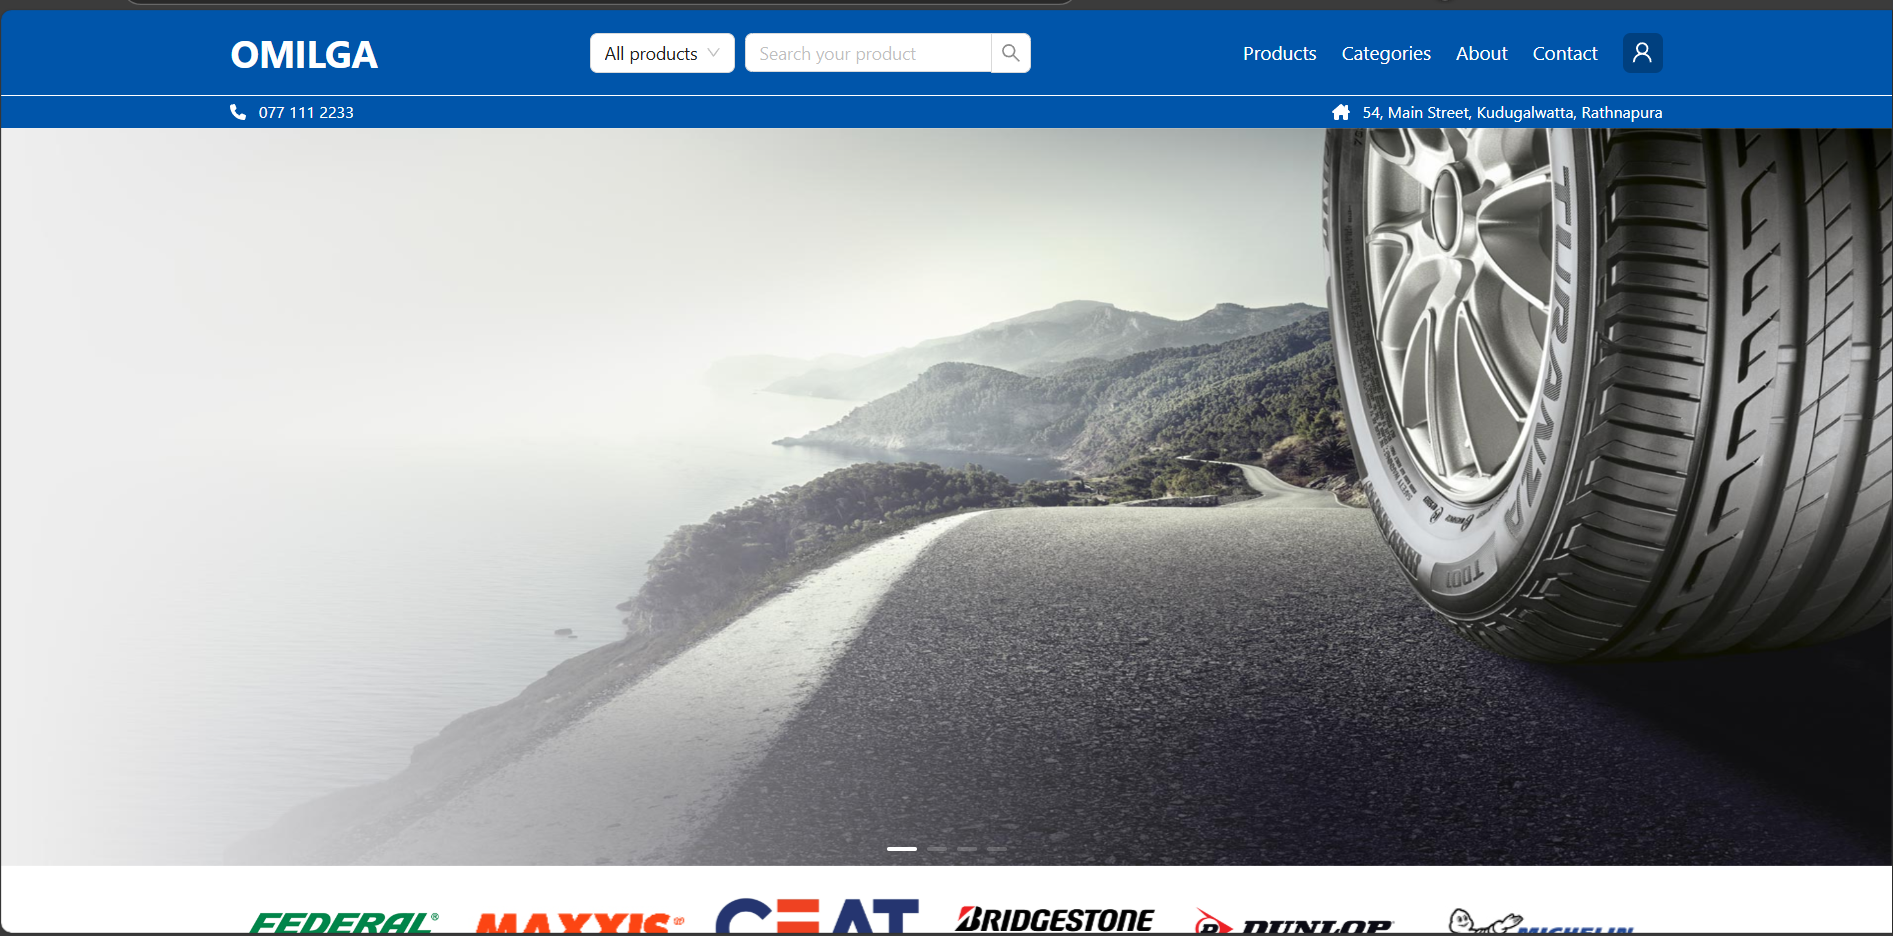 OMILGA
All products
Search your product
Products
Categories
About
Contact
077 111 2233
54, Main Street, Kudugalwatta, Rathnapura
TURANZA
T001
FEDERAL®
MAXXIS®
CEAT
BRIDGESTONE
DUNLOP
MICHELIN